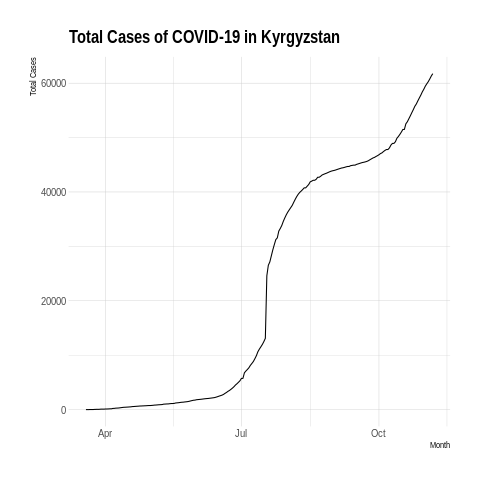 Total Cases of COVID-19 in Kyrgyzstan
Total Cases
60000
40000
20000
0
Apr Jul Oct
Month